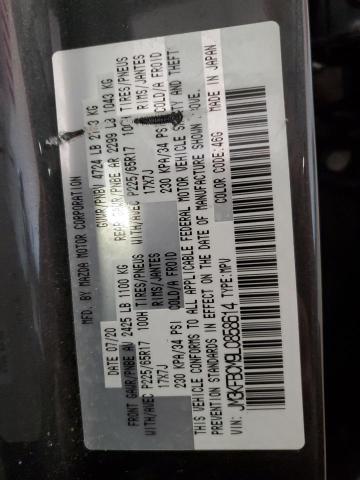 MFD. BY MAZDA MOTOR CORPORATION
07/20 GVWR/PNBV 4724 LB KG
FRONT GAWR/PNBE AV 2425 LB 1100 KG REAR GAWR/PNBE AR 2299 LB 1043 KG
WITH/AVEC P225/65R17 100H TIRES/PNEUS WITH/AVEC P225/65R17 100H TIRES/PNEUS
17X7J RIMS/JANTES 17X7J RIMS/JANTES
230 KPA/34 PSI COLD/A FROID 230 KPA/34 PSI COLD/A FROID
THIS VEHICLE CONFORMS TO ALL APPLICABLE FEDERAL MOTOR VEHICLE SAFETY AND THEFT
PREVENTION STANDARDS IN EFFECT ON THE DATE OF MANUFACTURE SHOWN ABOVE.
VIN: JM3KFBCM9L0858614 TYPE:MPV COLOR CODE:46G MADE IN JAPAN